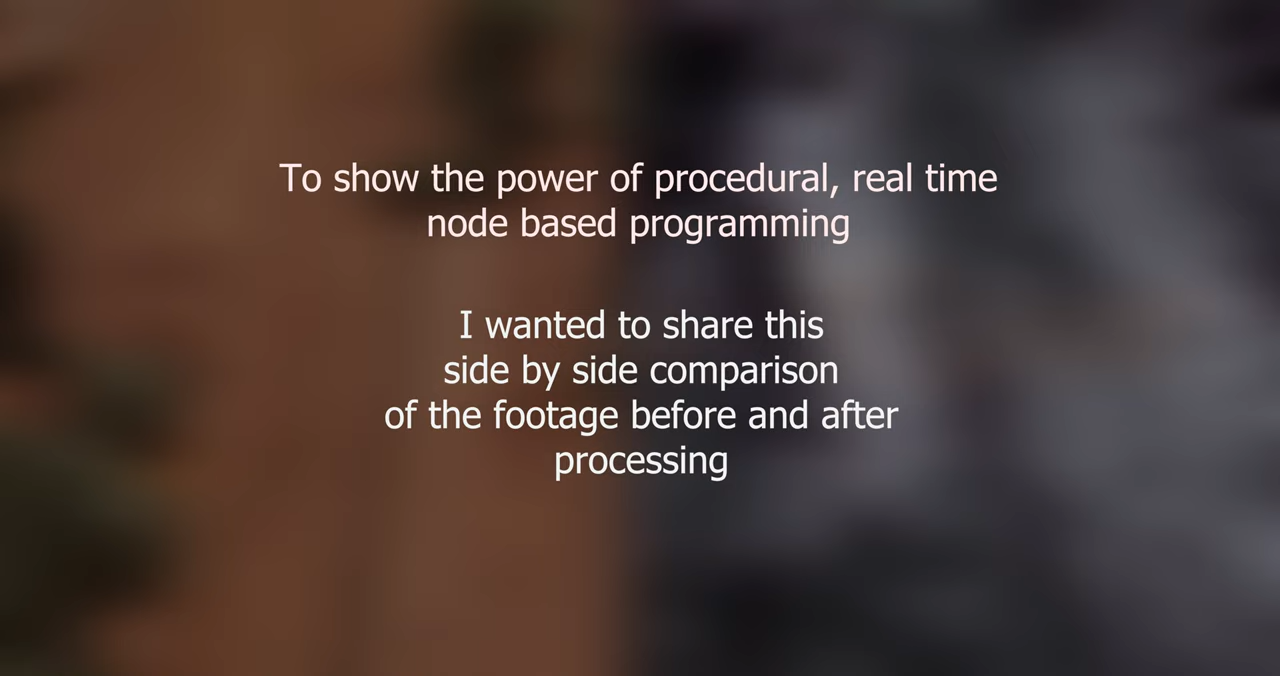 To show the power of procedural, real time
node based programming
I wanted to share this
side by side comparison
of the footage before and after
processing